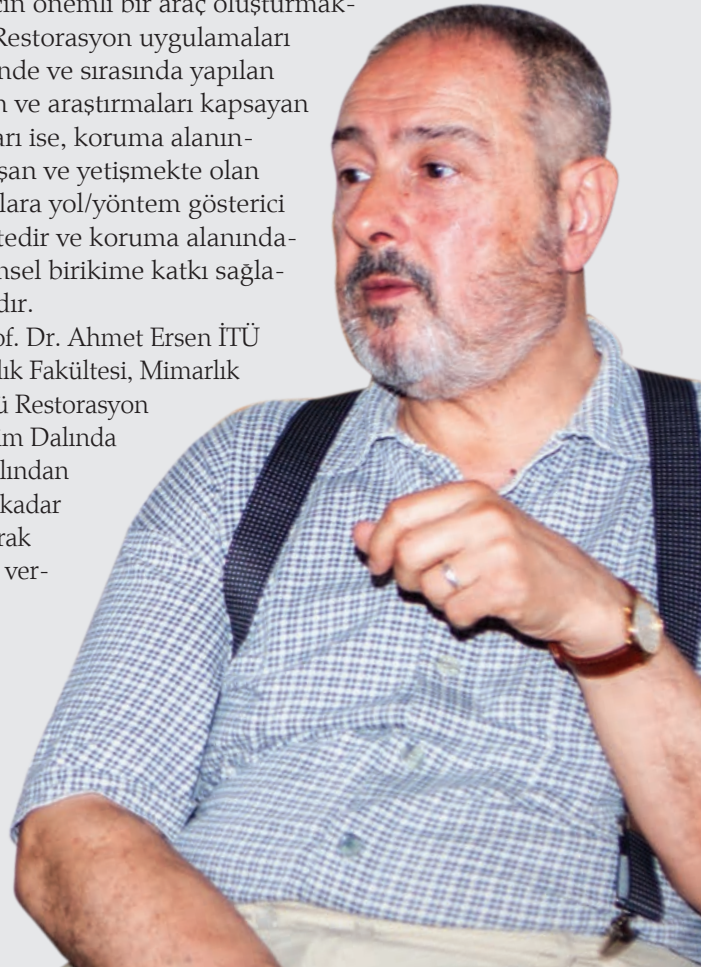 çin önemli bir araç oluşturmak-
Restorasyon uygulamaları
nde ve sırasında yapılan
n ve araştırmaları kapsayan
arı ise, koruma alanın-
şan ve yetişmekte olan
lara yol/yöntem gösterici
tedir ve koruma alanında-
nsel birikime katkı sağla-
dır.
of. Dr. Ahmet Ersen İTÜ
lık Fakültesi, Mimarlık
ü Restorasyon
im Dalında
lından
kadar
rak
ver-